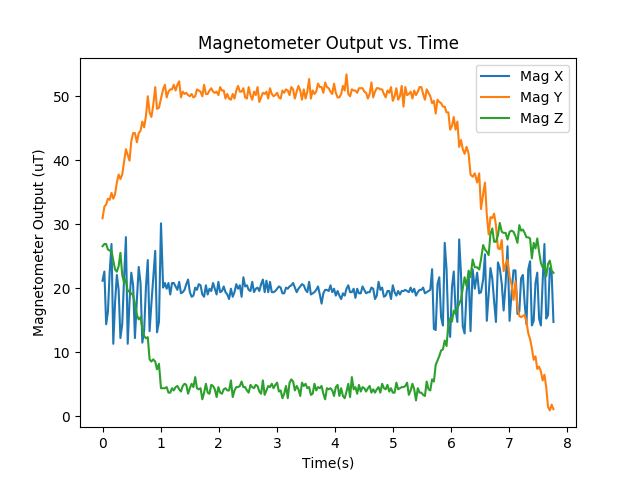 Magnetometer Output vs. Time
Mag X
Mag Y
Mag Z
Magnetometer Output (uT)
50
40
30
20
10
0
0 1 2 3 4 5 6 7 8
Time(s)